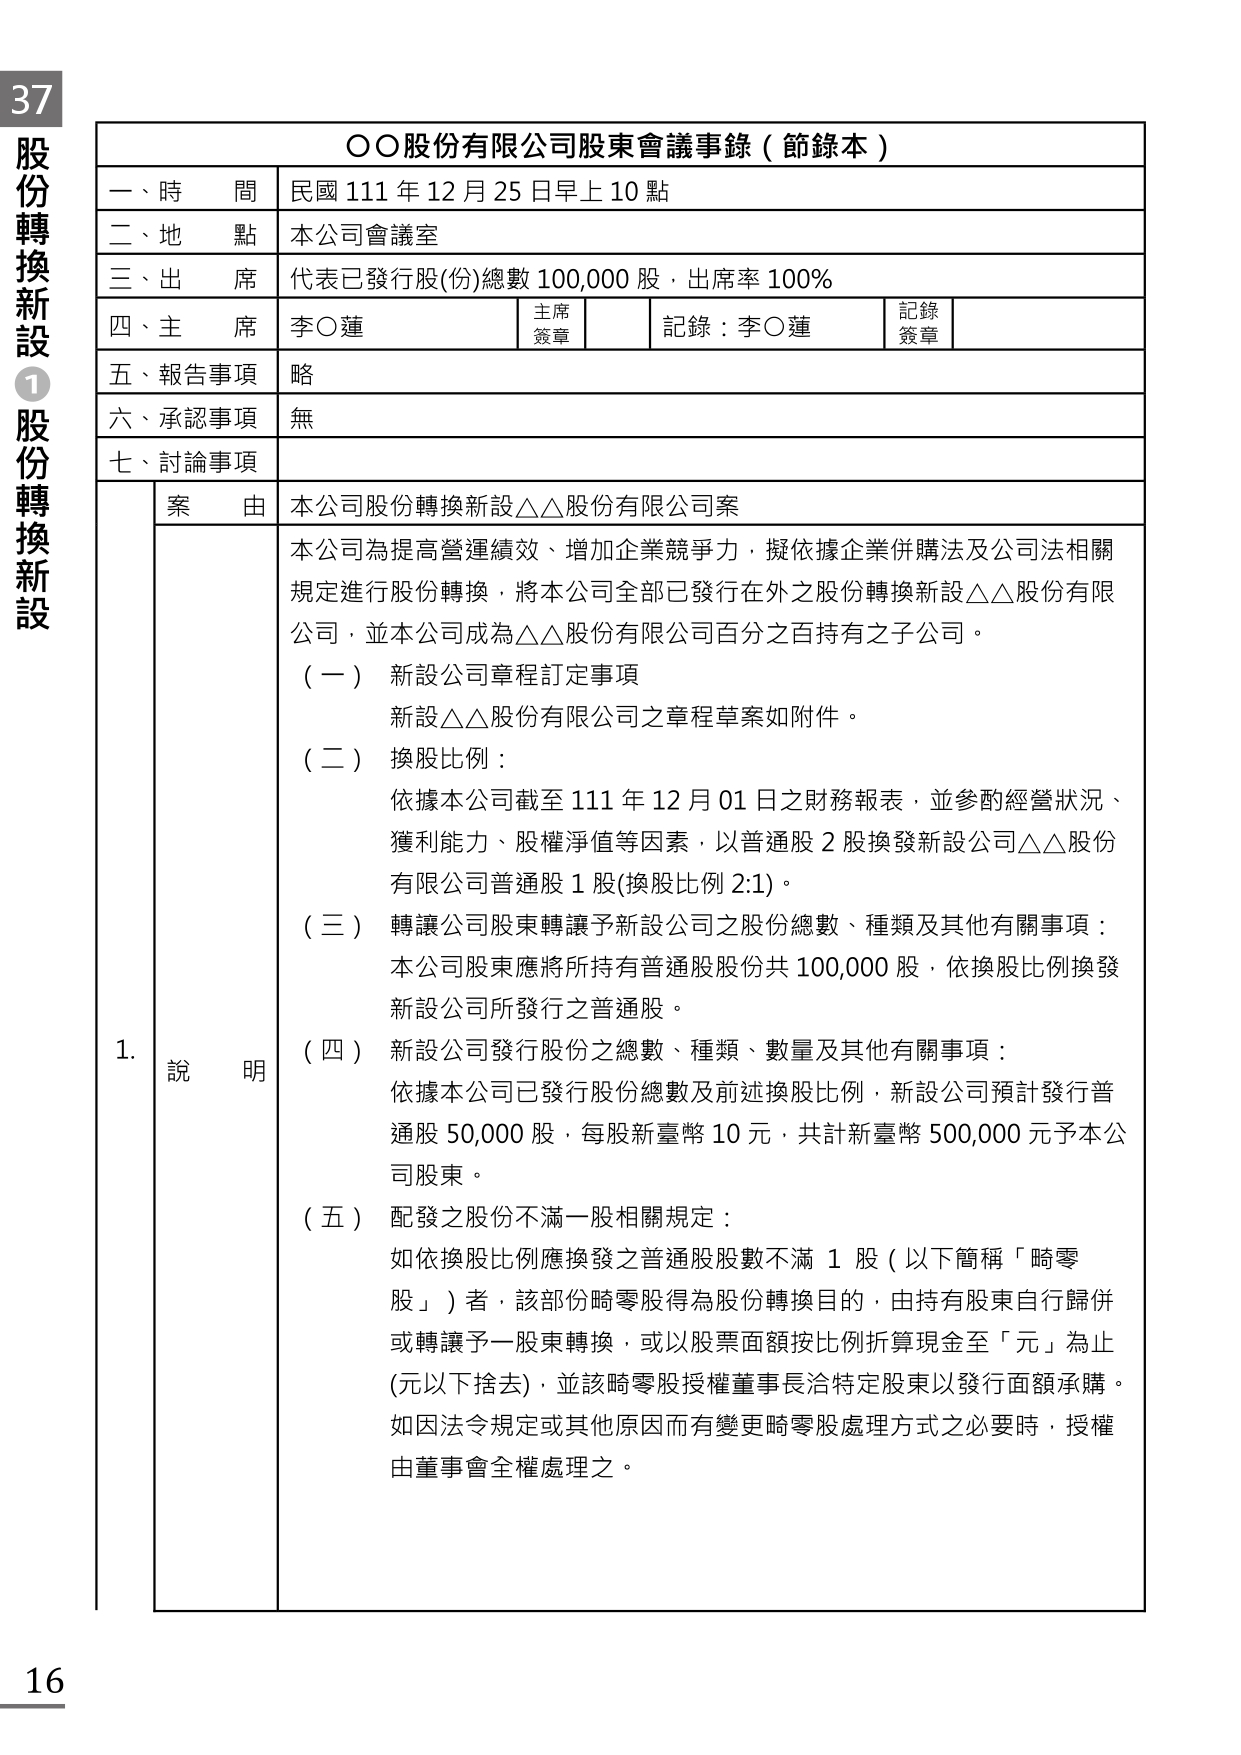 37
股份轉換新設 1 股份轉換新設
○○股份有限公司股東會議事錄（節錄本）
一、時 間 民國 111 年 12 月 25 日早上 10 點
二、地 點 本公司會議室
三、出 席 代表已發行股(份)總數 100,000 股，出席率 100%
四、主 席 李○蓮 主席簽章 記錄：李○蓮 記錄簽章
五、報告事項 略
六、承認事項 無
七、討論事項
案 由 本公司股份轉換新設△△股份有限公司案
1.
說 明
本公司為提高營運績效、增加企業競爭力，擬依據企業併購法及公司法相關
規定進行股份轉換，將本公司全部已發行在外之股份轉換新設△△股份有限
公司，並本公司成為△△股份有限公司百分之百持有之子公司。
（一） 新設公司章程訂定事項
新設△△股份有限公司之章程草案如附件。
（二） 換股比例：
依據本公司截至 111 年 12 月 01 日之財務報表，並參酌經營狀況、
獲利能力、股權淨值等因素，以普通股 2 股換發新設公司△△股份
有限公司普通股 1 股(換股比例 2:1)。
（三） 轉讓公司股東轉讓予新設公司之股份總數、種類及其他有關事項：
本公司股東應將所持有普通股股份共 100,000 股，依換股比例換發
新設公司所發行之普通股。
（四） 新設公司發行股份之總數、種類、數量及其他有關事項：
依據本公司已發行股份總數及前述換股比例，新設公司預計發行普
通股 50,000 股，每股新臺幣 10 元，共計新臺幣 500,000 元予本公
司股東。
（五） 配發之股份不滿一股相關規定：
如依換股比例應換發之普通股股數不滿 1 股（以下簡稱「畸零
股」）者，該部份畸零股得為股份轉換目的，由持有股東自行歸併
或轉讓予一股東轉換，或以股票面額按比例折算現金至「元」為止
(元以下捨去)，並該畸零股授權董事長洽特定股東以發行面額承購。
如因法令規定或其他原因而有變更畸零股處理方式之必要時，授權
由董事會全權處理之。
16